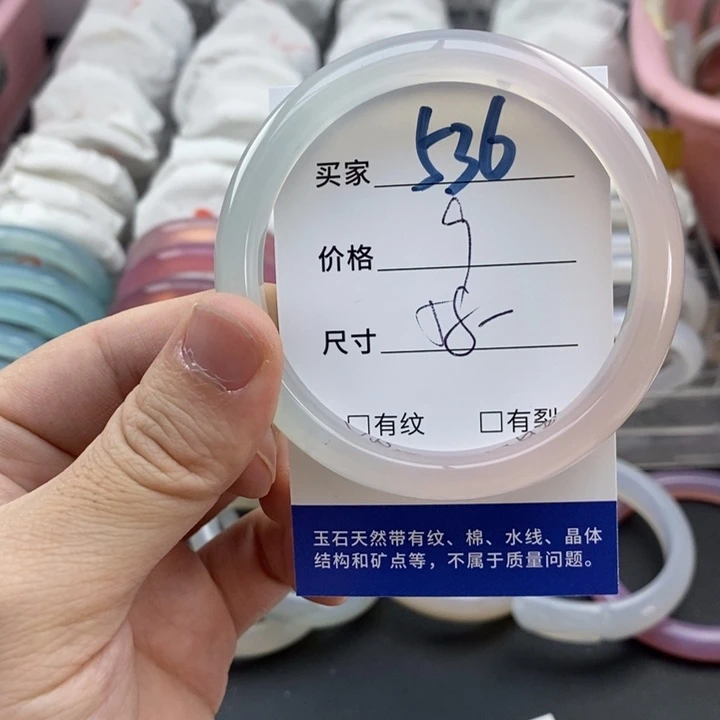 买家 536
价格 9
尺寸 58-
□有纹 □有裂
玉石天然带有纹、棉、水线、晶体
结构和矿点等，不属于质量问题。